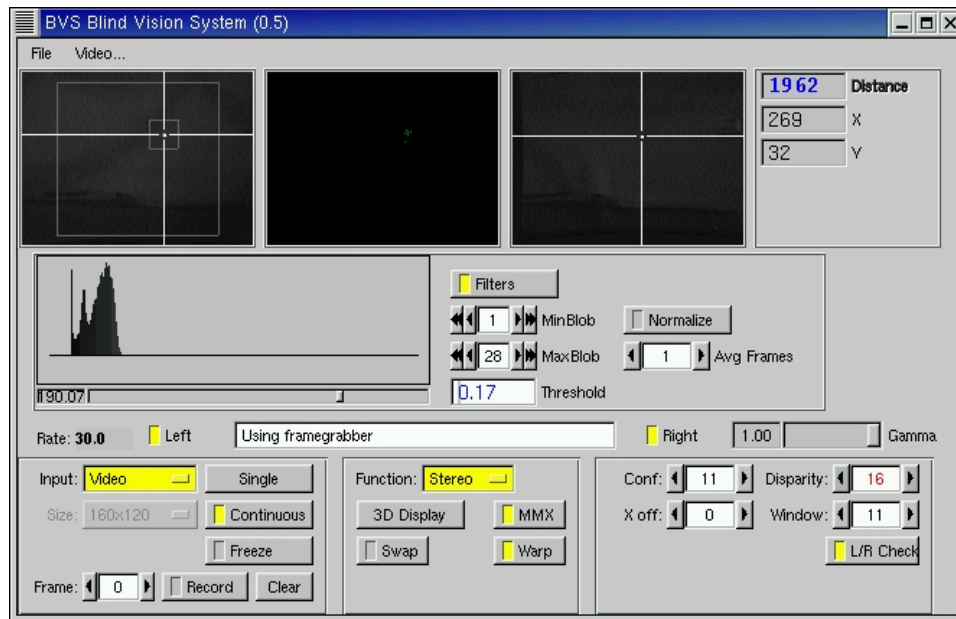 BVS Blind Vision System (0.5)
File Video...
1962 Distance
269 X
32 Y
Filters
1 MinBlob Normalize
28 MaxBlob 1 Avg Frames
190.07
0.17 Threshold
Rate: 30.0 Left Using framegrabber Right 1.00 Gamma
Input: Video Single
Size: 160x120 Continuous
Freeze
Frame: 0 Record Clear
Function: Stereo
3D Display MMX
Swap Warp
Conf: 11 Disparity: 16
X off: 0 Window: 11
L/R Check